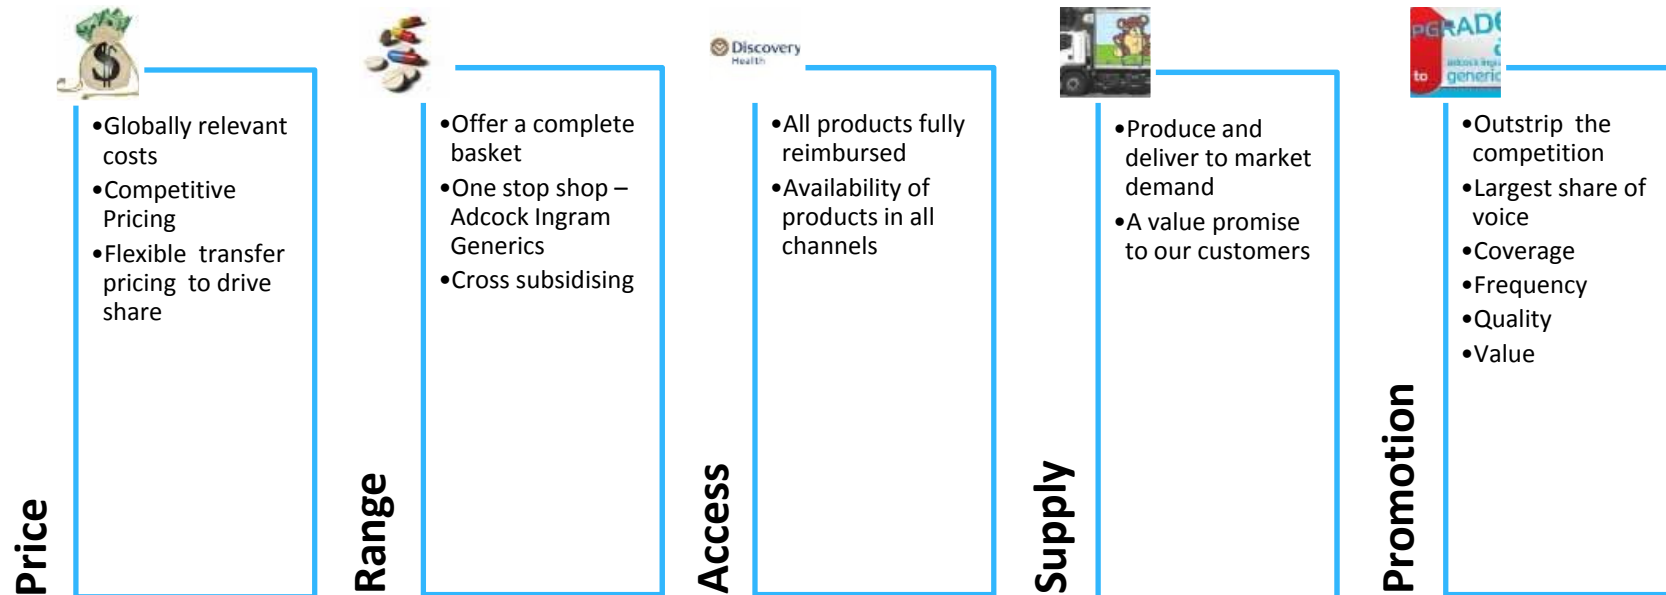 Price
•Globally relevant
costs
•Competitive
Pricing
•Flexible transfer
pricing to drive
share
Range
•Offer a complete
basket
•One stop shop –
Adcock Ingram
Generics
•Cross subsidising
Discovery
Health
Access
•All products fully
reimbursed
•Availability of
products in all
channels
Supply
•Produce and
deliver to market
demand
•A value promise
to our customers
PGRADE
to
generic
Promotion
•Outstrip the
competition
•Largest share of
voice
•Coverage
•Frequency
•Quality
•Value